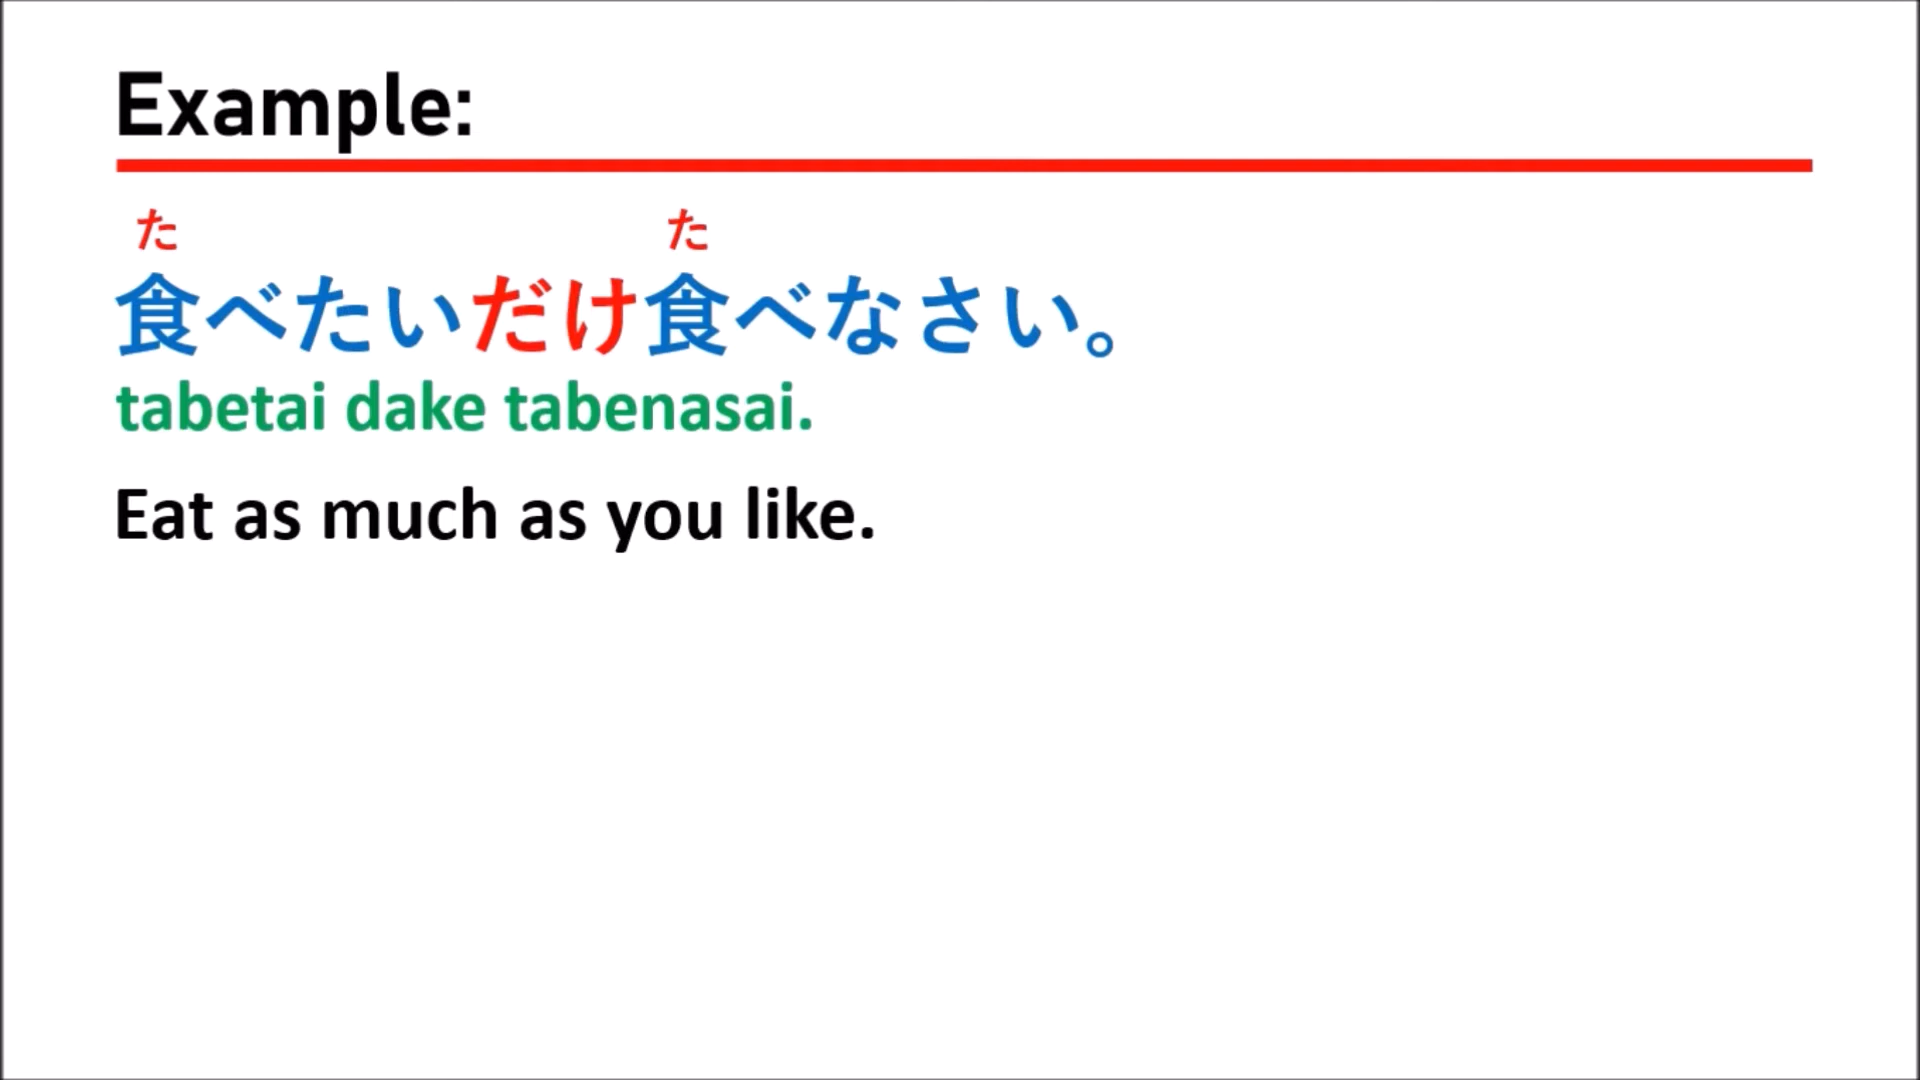 Example:
た た
食べたいだけ食べなさい。
tabetai dake tabenasai.
Eat as much as you like.